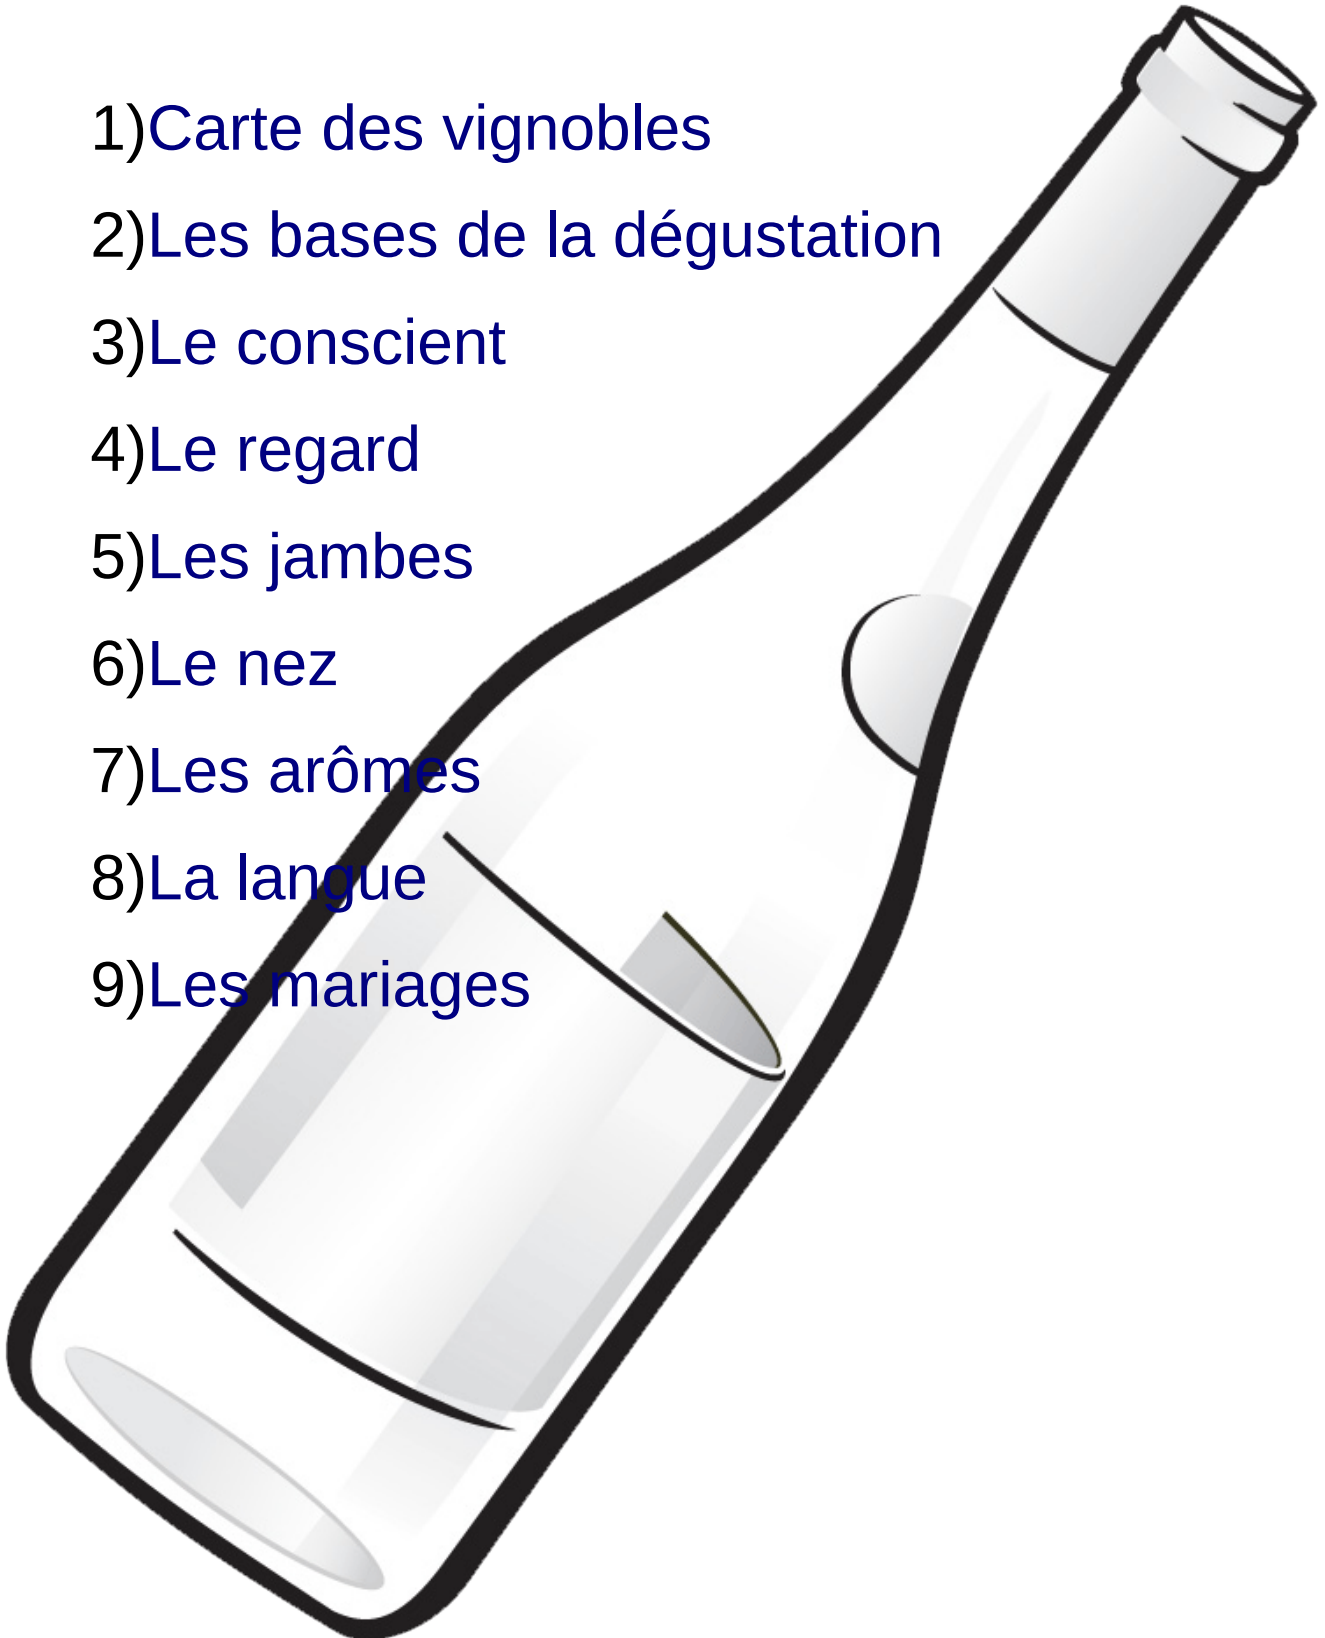 1)Carte des vignobles
2)Les bases de la dégustation
3)Le conscient
4)Le regard
5)Les jambes
6)Le nez
7)Les arômes
8)La langue
9)Les mariages